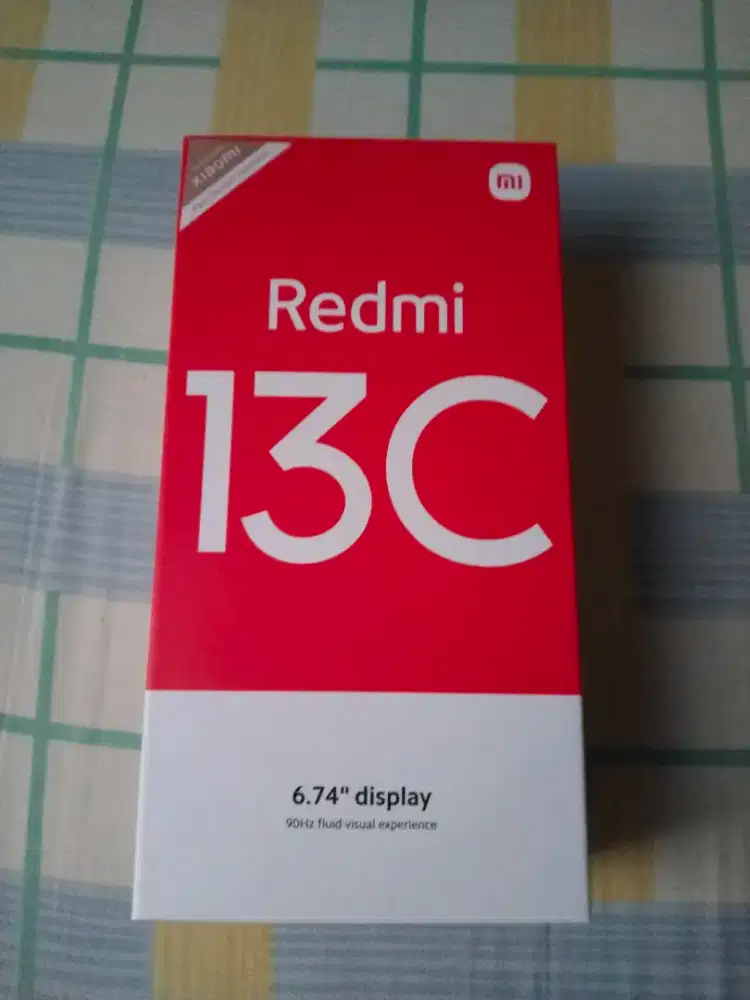 XIAOMI
mi
Redmi
13C
6.74" display
90Hz fluid visual experience